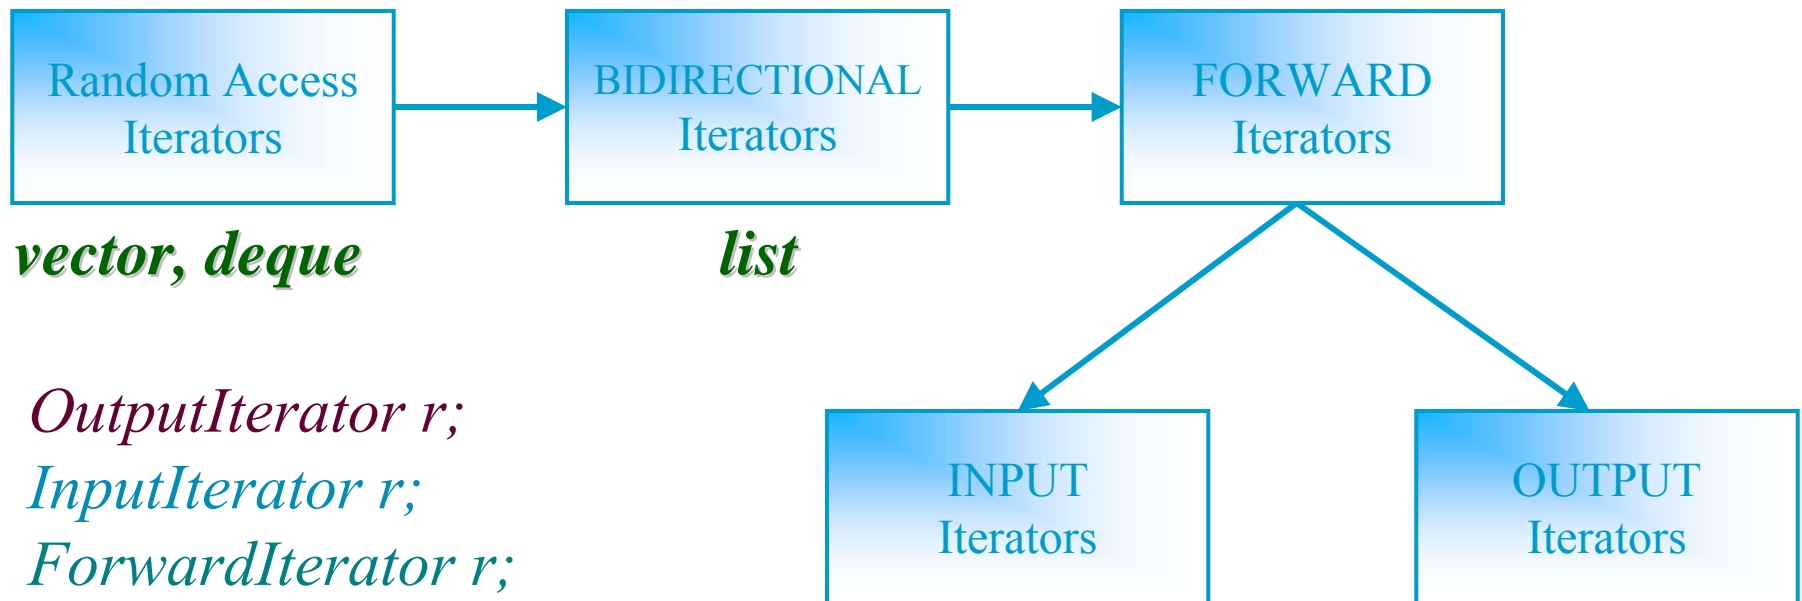 Random Access
Iterators
BIDIRECTIONAL
Iterators
FORWARD
Iterators
vector, deque
list
OutputIterator r;
InputIterator r;
ForwardIterator r;
INPUT
Iterators
OUTPUT
Iterators